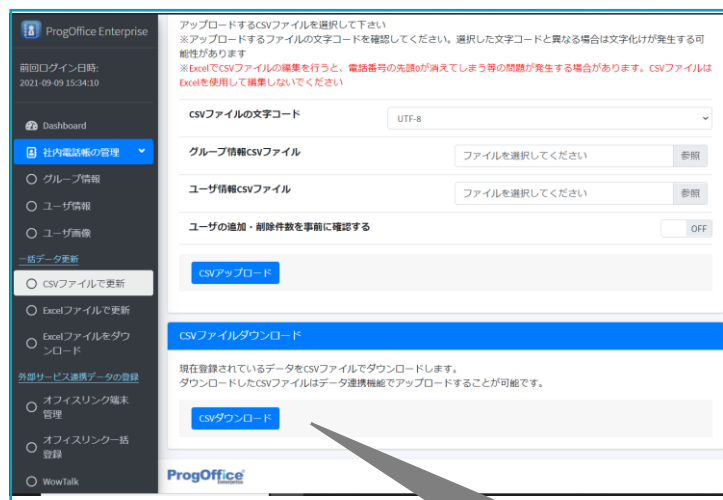 ProgOffice Enterprise
前回ログイン日時:
2021-09-09 15:34:10
Dashboard
社内電話帳の管理
グループ情報
ユーザ情報
ユーザ画像
一括データ更新
CSVファイルで更新
Excelファイルで更新
Excelファイルをダウ
ンロード
外部サービス連携データの登録
オフィスリンク端末
管理
オフィスリンク一括
登録
WowTalk
アップロードするCSVファイルを選択して下さい
※アップロードするファイルの文字コードを確認してください。選択した文字コードと異なる場合は文字化けが発生する可
能性があります
※ExcelでCSVファイルの編集を行うと、電話番号の先頭0が消えてしまう等の問題が発生する場合があります。CSVファイルは
Excelを使用して編集しないでください
CSVファイルの文字コード
UTF-8
グループ情報CSVファイル
ファイルを選択してください
参照
ユーザ情報CSVファイル
ファイルを選択してください
参照
ユーザの追加・削除件数を事前に確認する
OFF
CSVアップロード
CSVファイルダウンロード
現在登録されているデータをCSVファイルでダウンロードします。
ダウンロードしたCSVファイルはデータ連携機能でアップロードすることが可能です。
CSVダウンロード
ProgOffice
Enterprise